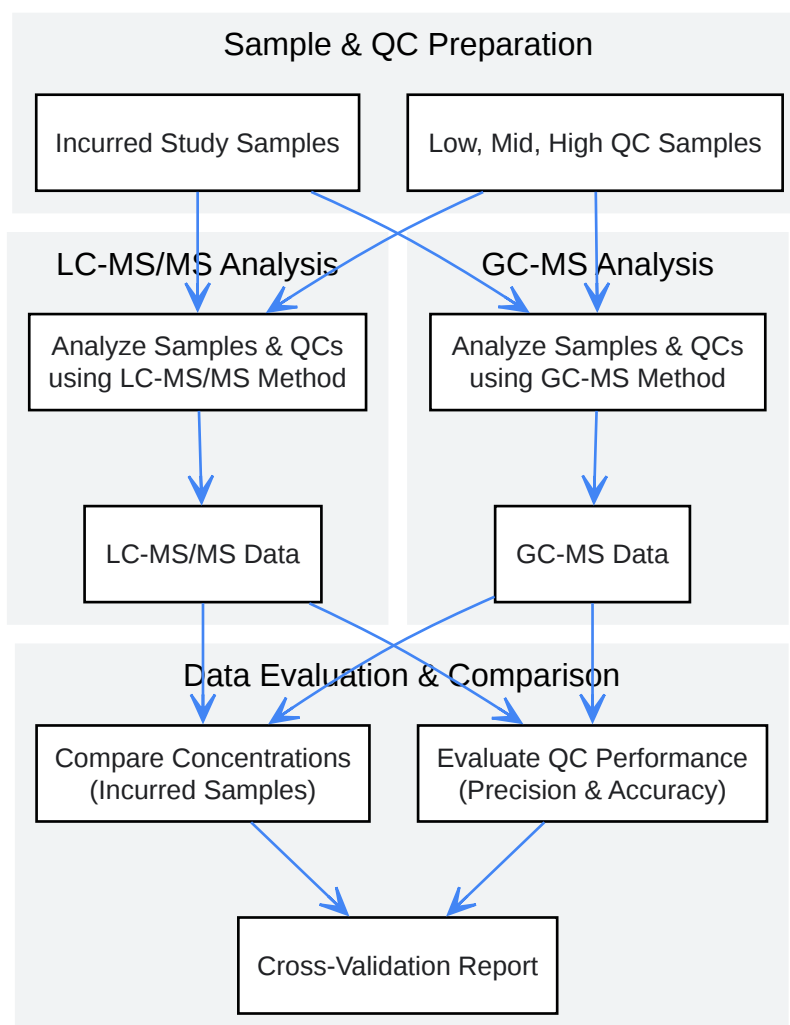 Sample & QC Preparation
Incurred Study Samples
Low, Mid, High QC Samples
LC-MS/MS Analysis
GC-MS Analysis
Analyze Samples & QCs
using LC-MS/MS Method
Analyze Samples & QCs
using GC-MS Method
LC-MS/MS Data
GC-MS Data
Data Evaluation & Comparison
Compare Concentrations
(Incurred Samples)
Evaluate QC Performance
(Precision & Accuracy)
Cross-Validation Report